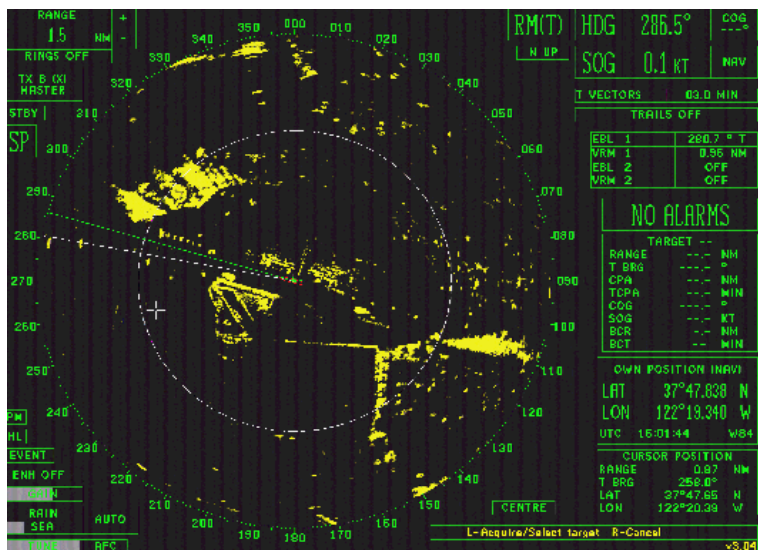 RANGE
1.5 NM
+
-
RINGS OFF
TX B (X)
MASTER
STBY
SP
000
020
030
040
050
060
070
080
090
100
110
120
130
140
150
160
170
180
190
200
210
220
240
250
260
270
280
290
300
310
320
330
RM(T)
N UP
HDG 286.5°
COG
---°
SOG 0.1 KT
NAV
T VECTORS 03.0 MIN
TRAILS OFF
EBL 1 280.7 ° T
VRM 1 0.95 NM
EBL 2 OFF
VRM 2 OFF
NO ALARMS
TARGET --
RANGE --.- NM
T BRG ---.- °
CPA --.- NM
TCPA --.- MIN
COG ---.- °
SOG --.- KT
BCR --.- NM
BCT -- MIN
OWN POSITION (NAV)
LAT 37°47.838 N
LON 122°19.340 W
UTC 16:01:44 W84
CURSOR POSITION
RANGE 0.87 NM
T BRG 258.0°
LAT 37°47.65 N
LON 122°20.39 W
PM
HL
EVENT
ENH OFF
GAIN
RAIN
SEA
AUTO
TUNE AFC
CENTRE
L-Acquire/Select target R-Cancel
v3.04